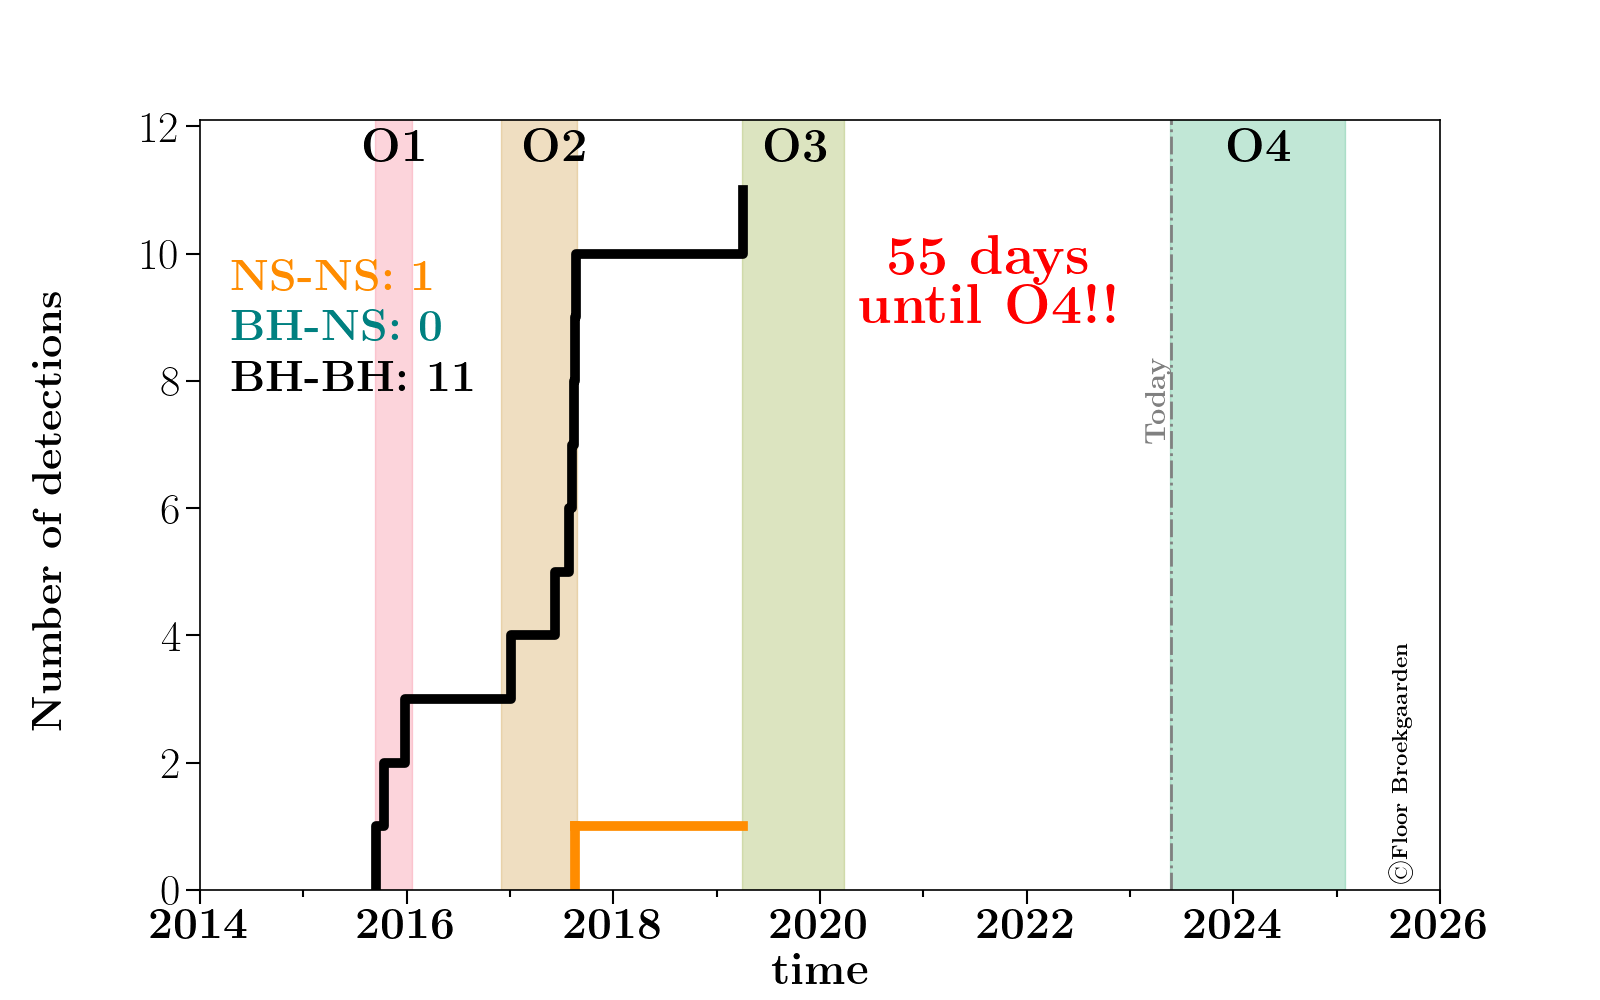 O1 O2 O3 O4
12
10
8
6
4
2
0
Number of detections
NS-NS: 1
BH-NS: 0
BH-BH: 11
55 days
until O4!!
Today
©Floor Broekgaarden
2014 2016 2018 2020 2022 2024 2026
time